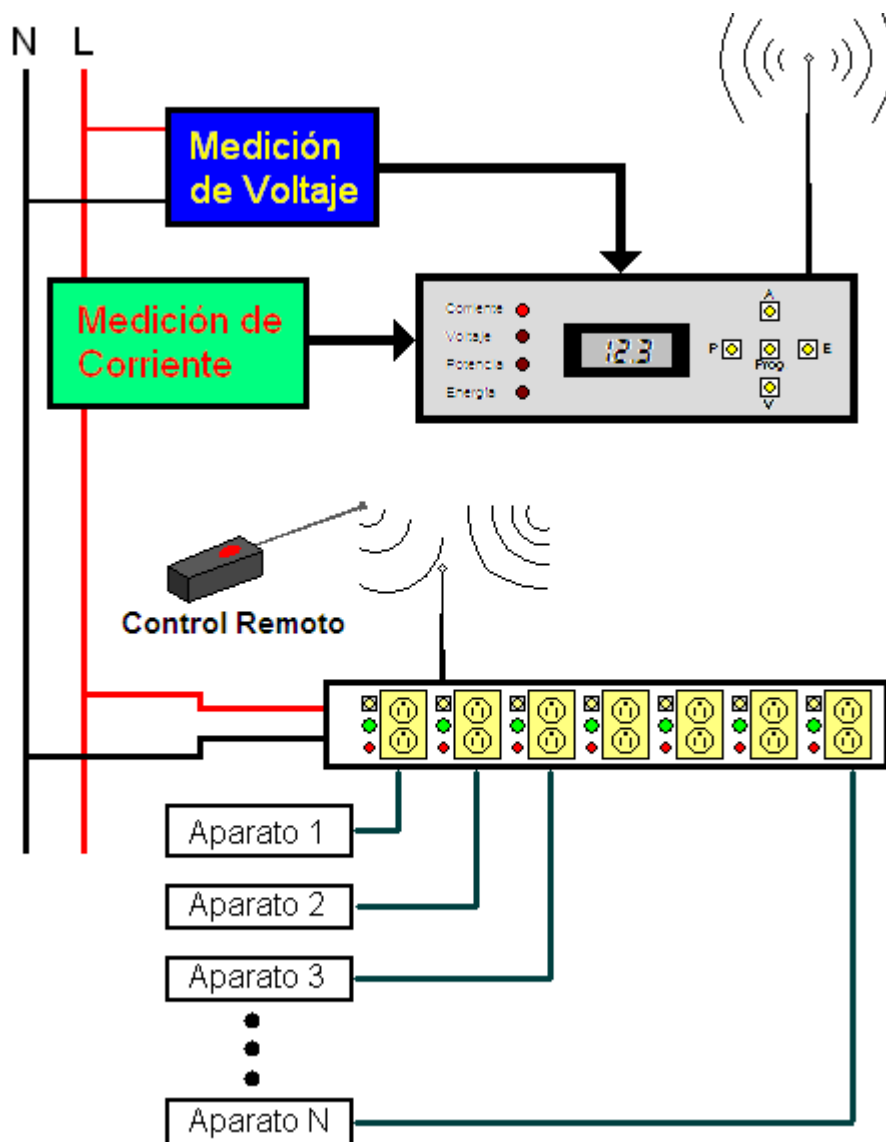 N L
Medición
de Voltaje
Medición de
Corriente
Corriente
Voltaje
Potencia
Energía
12.3
A
P
Prog.
E
V
Control Remoto
Aparato 1
Aparato 2
Aparato 3
Aparato N